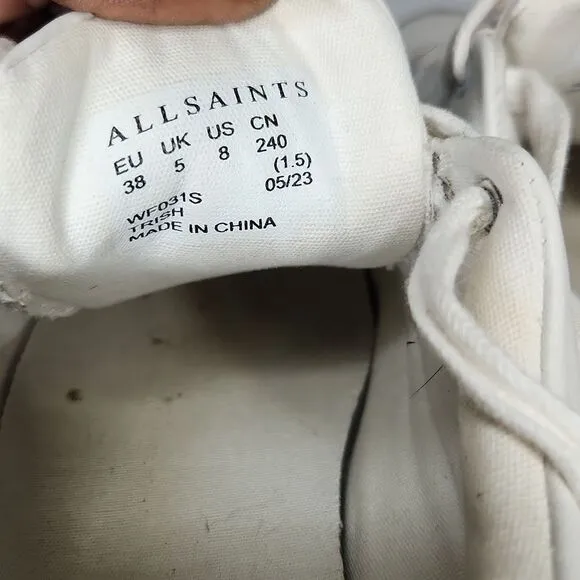 ALLSAINTS
EU UK US CN
38 5 8 240
(1.5)
05/23
WF031S
TRISH
MADE IN CHINA